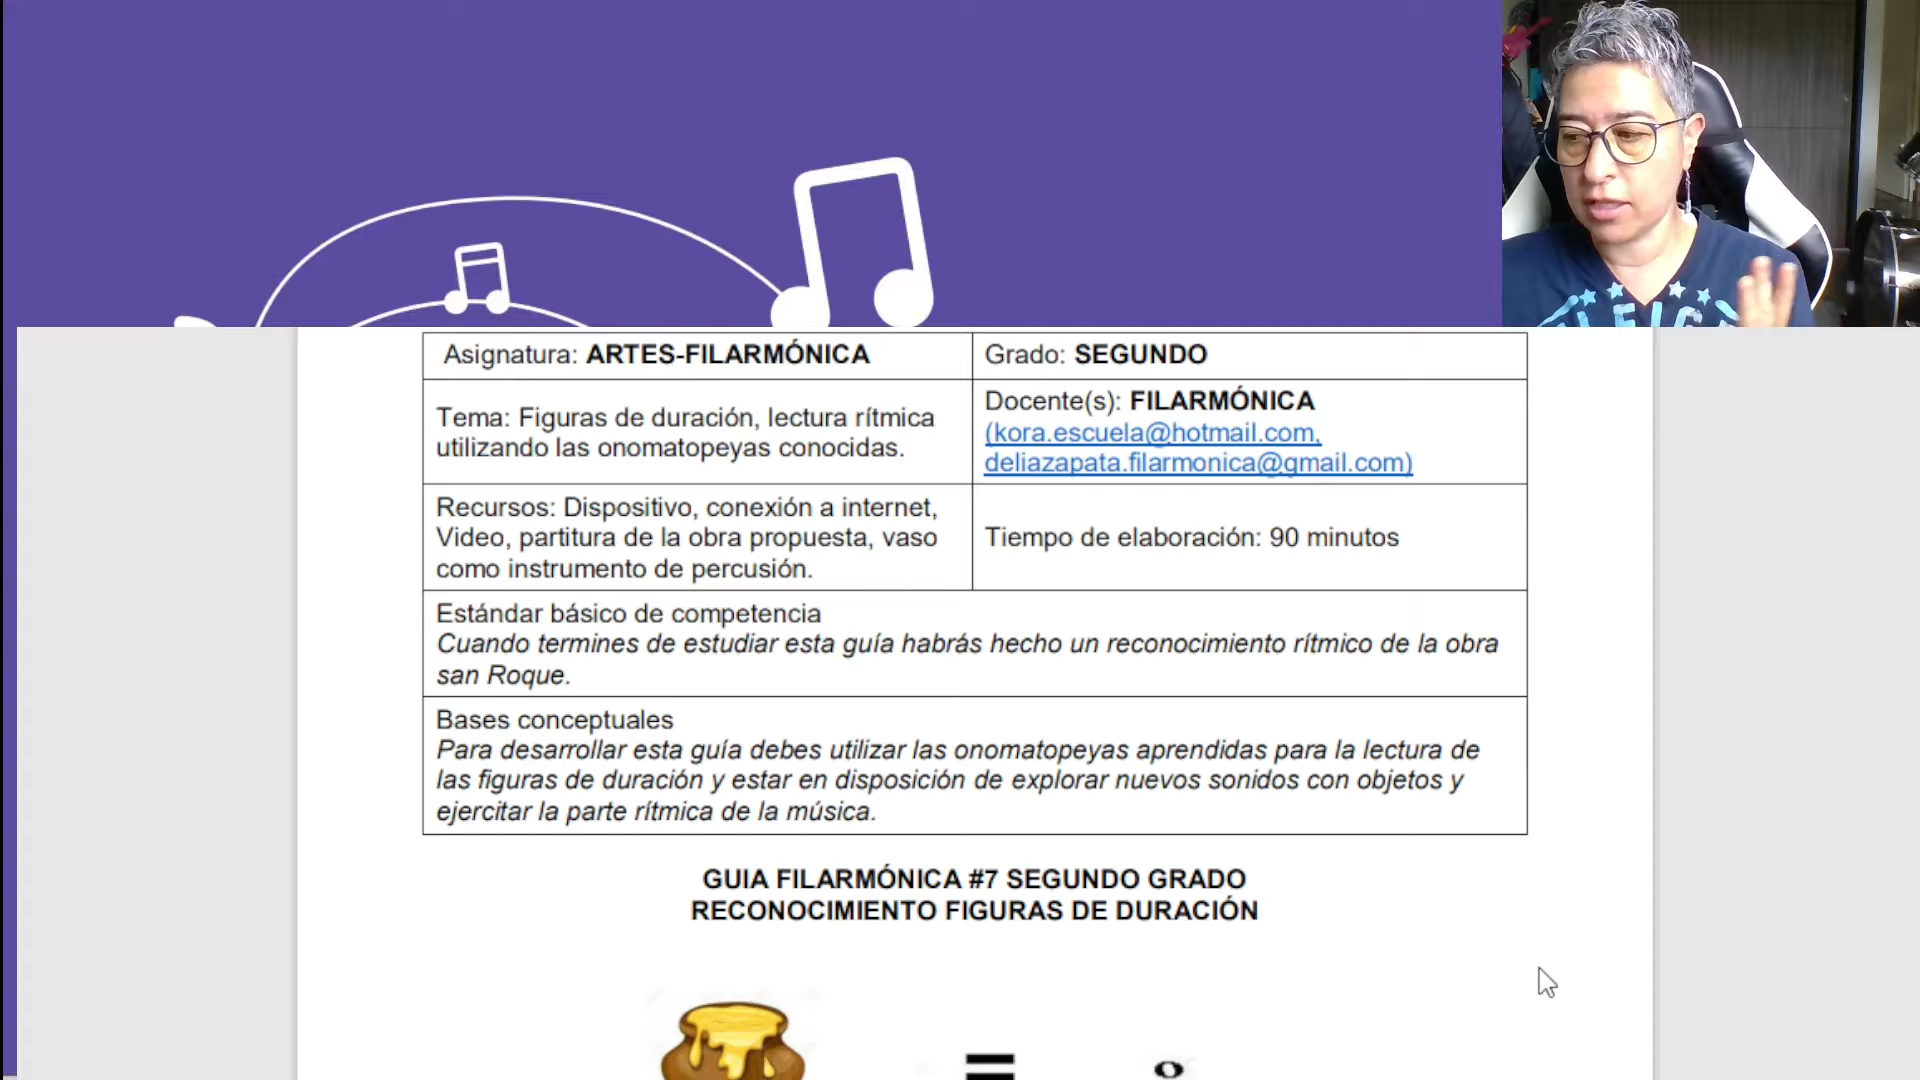 Asignatura: ARTES-FILARMÓNICA
Grado: SEGUNDO
Tema: Figuras de duración, lectura rítmica
utilizando las onomatopeyas conocidas.
Docente(s): FILARMÓNICA
(kora.escuela@hotmail.com,
deliazapata.filarmonica@gmail.com)
Recursos: Dispositivo, conexión a internet,
Video, partitura de la obra propuesta, vaso
como instrumento de percusión.
Tiempo de elaboración: 90 minutos
Estándar básico de competencia
Cuando termines de estudiar esta guía habrás hecho un reconocimiento rítmico de la obra
san Roque.
Bases conceptuales
Para desarrollar esta guía debes utilizar las onomatopeyas aprendidas para la lectura de
las figuras de duración y estar en disposición de explorar nuevos sonidos con objetos y
ejercitar la parte rítmica de la música.
GUIA FILARMÓNICA #7 SEGUNDO GRADO
RECONOCIMIENTO FIGURAS DE DURACIÓN